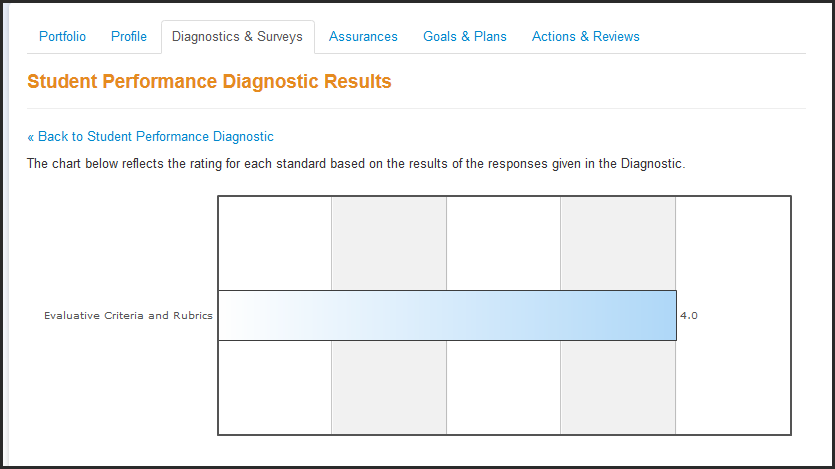 Portfolio Profile Diagnostics & Surveys Assurances Goals & Plans Actions & Reviews
Student Performance Diagnostic Results
« Back to Student Performance Diagnostic
The chart below reflects the rating for each standard based on the results of the responses given in the Diagnostic.
Evaluative Criteria and Rubrics 4.0